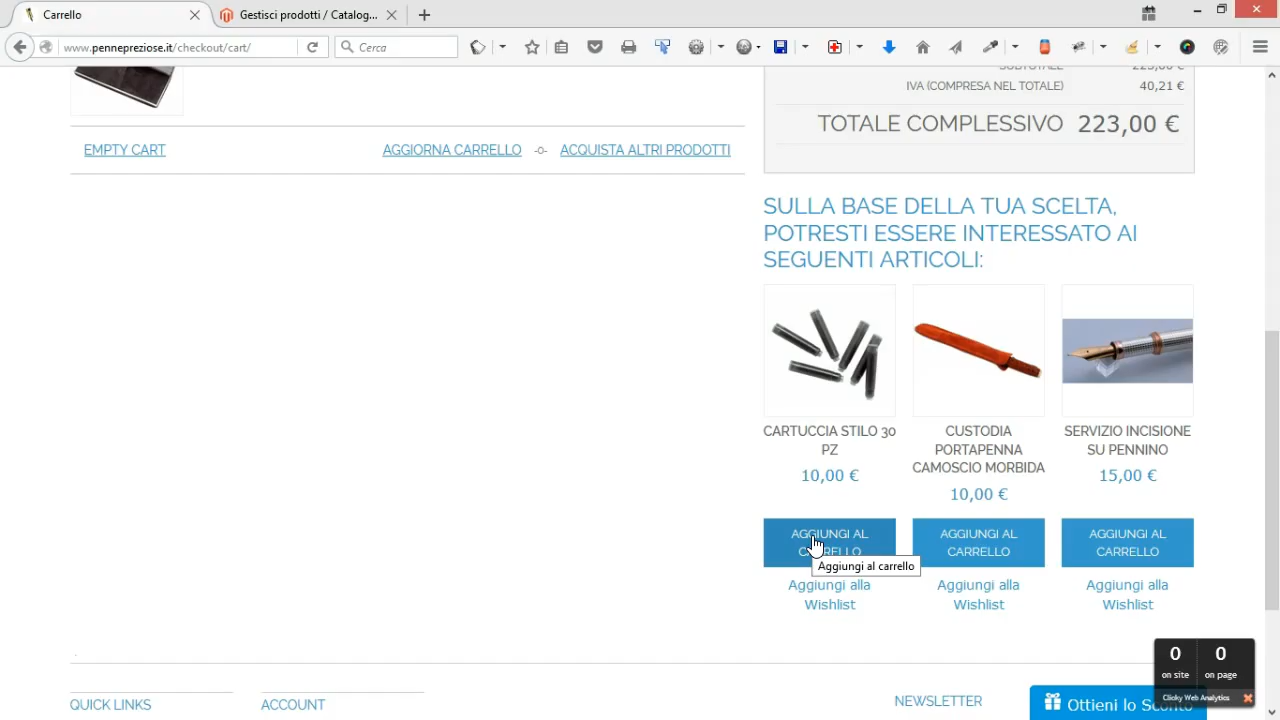 Carrello
Gestisci prodotti / Catalog...
www.pennepreziose.it/checkout/cart/
Cerca
SUBTOTALE 223,00 €
IVA (COMPRESA NEL TOTALE) 40,21 €
TOTALE COMPLESSIVO 223,00 €
EMPTY CART
AGGIORNA CARRELLO -o- ACQUISTA ALTRI PRODOTTI
SULLA BASE DELLA TUA SCELTA,
POTRESTI ESSERE INTERESSATO AI
SEGUENTI ARTICOLI:
CARTUCCIA STILO 30
PZ
10,00 €
AGGIUNGI AL
CARRELLO
Aggiungi alla
Wishlist
CUSTODIA
PORTAPENNA
CAMOSCIO MORBIDA
10,00 €
AGGIUNGI AL
CARRELLO
Aggiungi alla
Wishlist
SERVIZIO INCISIONE
SU PENNINO
15,00 €
AGGIUNGI AL
CARRELLO
Aggiungi alla
Wishlist
Aggiungi al carrello
0 0
on site on page
Clicky Web Analytics
QUICK LINKS
ACCOUNT
NEWSLETTER
Ottieni lo Sconto